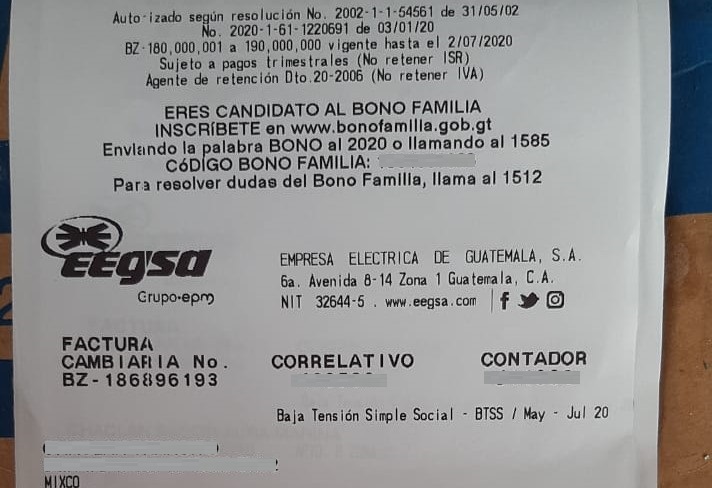 Autorizado según resolución No. 2002-1-1-54561 de 31/05/02
No. 2020-1-61-1220691 de 03/01/20
BZ-180,000,001 a 190,000,000 vigente hasta el 2/07/2020
Sujeto a pagos trimestrales (No retener ISR)
Agente de retención Dto.20-2006 (No retener IVA)
ERES CANDIDATO AL BONO FAMILIA
INSCRÍBETE en www.bonofamilia.gob.gt
Enviando la palabra BONO al 2020 o llamando al 1585
CóDIGO BONO FAMILIA:
Para resolver dudas del Bono Familia, llama al 1512
eegsa
Grupo·epm
EMPRESA ELECTRICA DE GUATEMALA, S.A.
6a. Avenida 8-14 Zona 1 Guatemala, C.A.
NIT 32644-5 . www.eegsa.com
FACTURA
CAMBIARIA No.
BZ-186896193
CORRELATIVO
CONTADOR
Baja Tensión Simple Social - BTSS / May - Jul 20
MIXCO